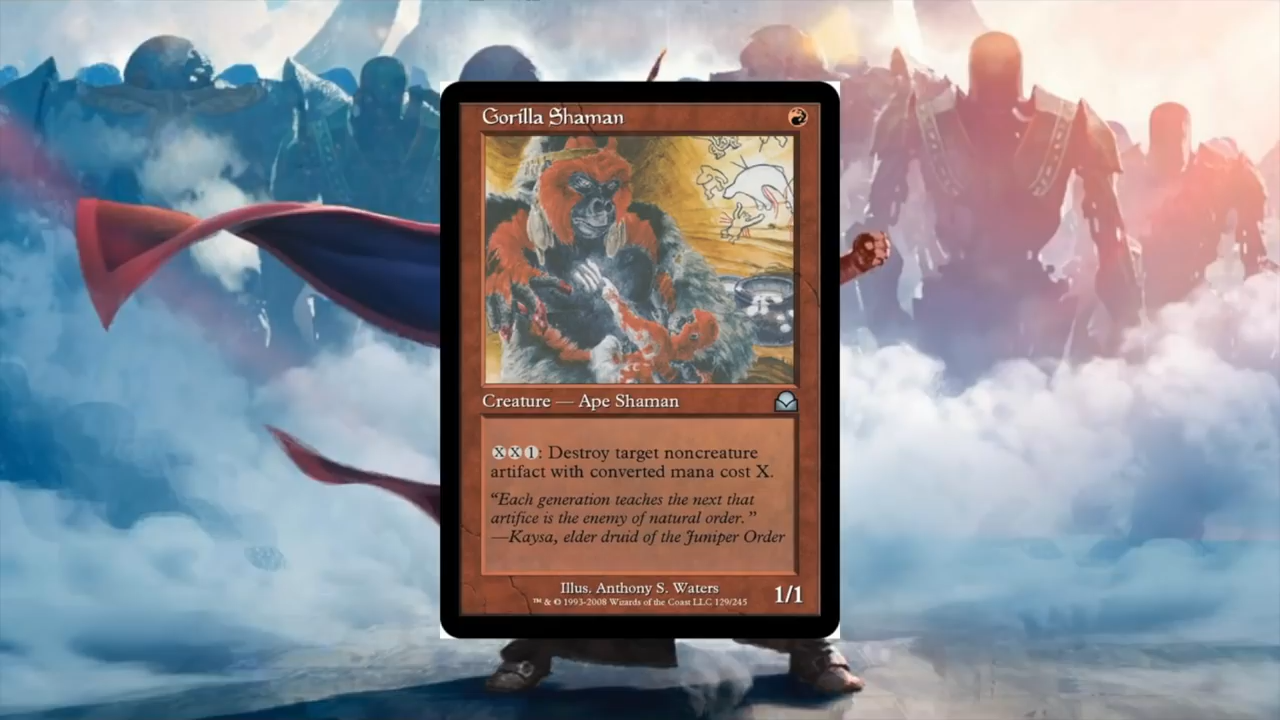 Gorilla Shaman
Creature — Ape Shaman
XX1: Destroy target noncreature
artifact with converted mana cost X.
“Each generation teaches the next that
artifice is the enemy of natural order.”
—Kaysa, elder druid of the Juniper Order
Illus. Anthony S. Waters
™ & © 1993-2008 Wizards of the Coast LLC 129/245
1/1